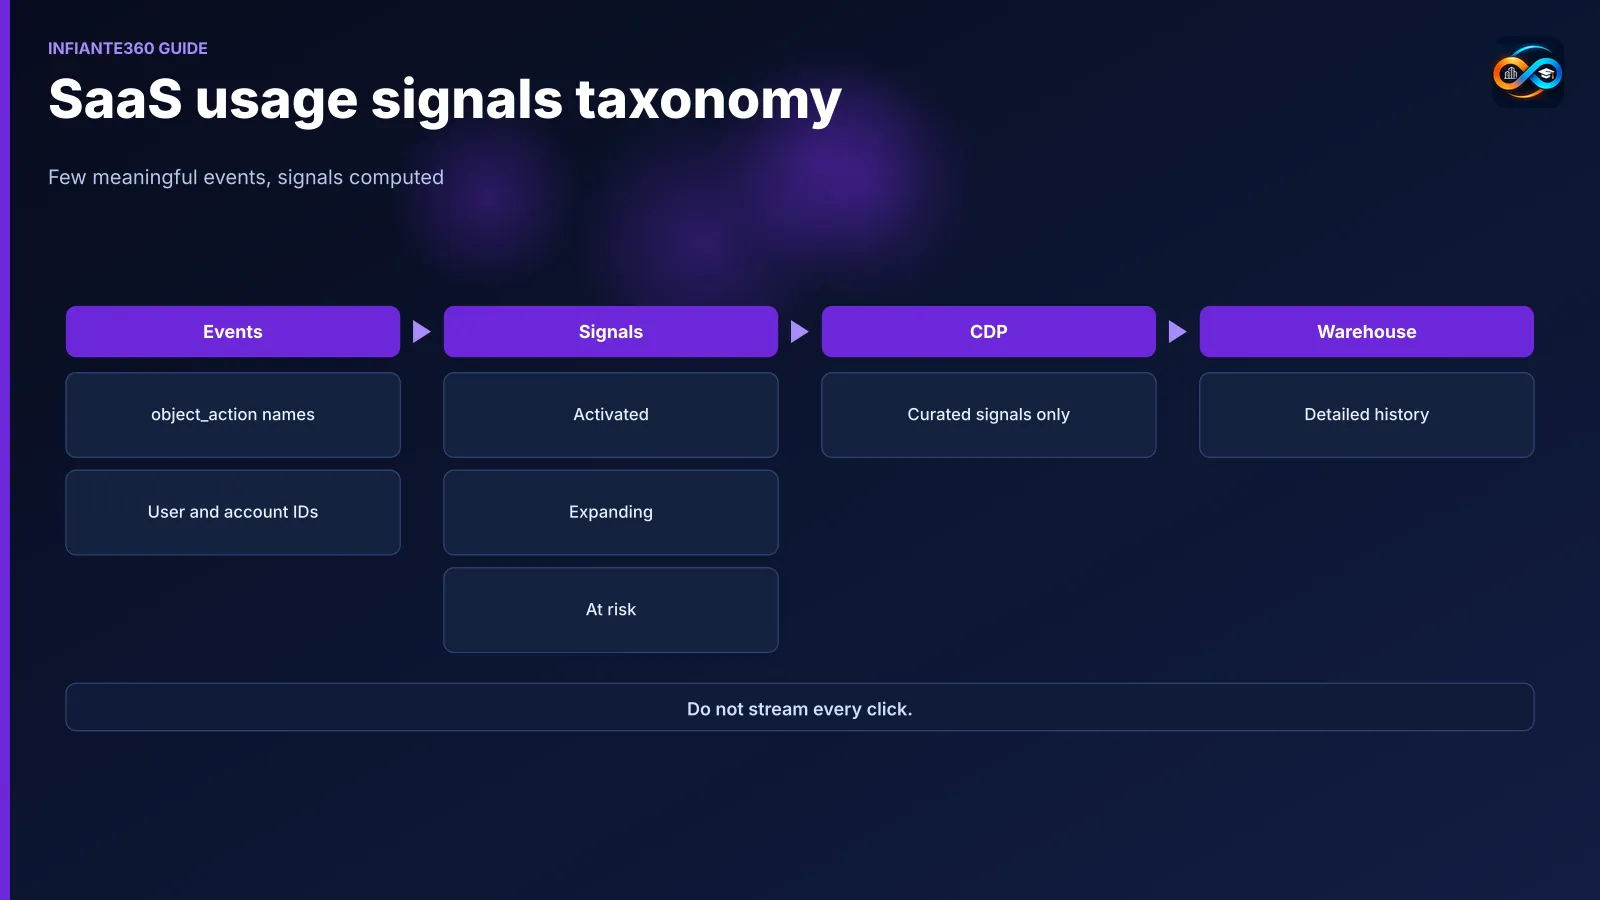 INFIANTE360 GUIDE
SaaS usage signals taxonomy
Few meaningful events, signals computed
Events
Signals
CDP
Warehouse
object_action names
Activated
Curated signals only
Detailed history
User and account IDs
Expanding
At risk
Do not stream every click.